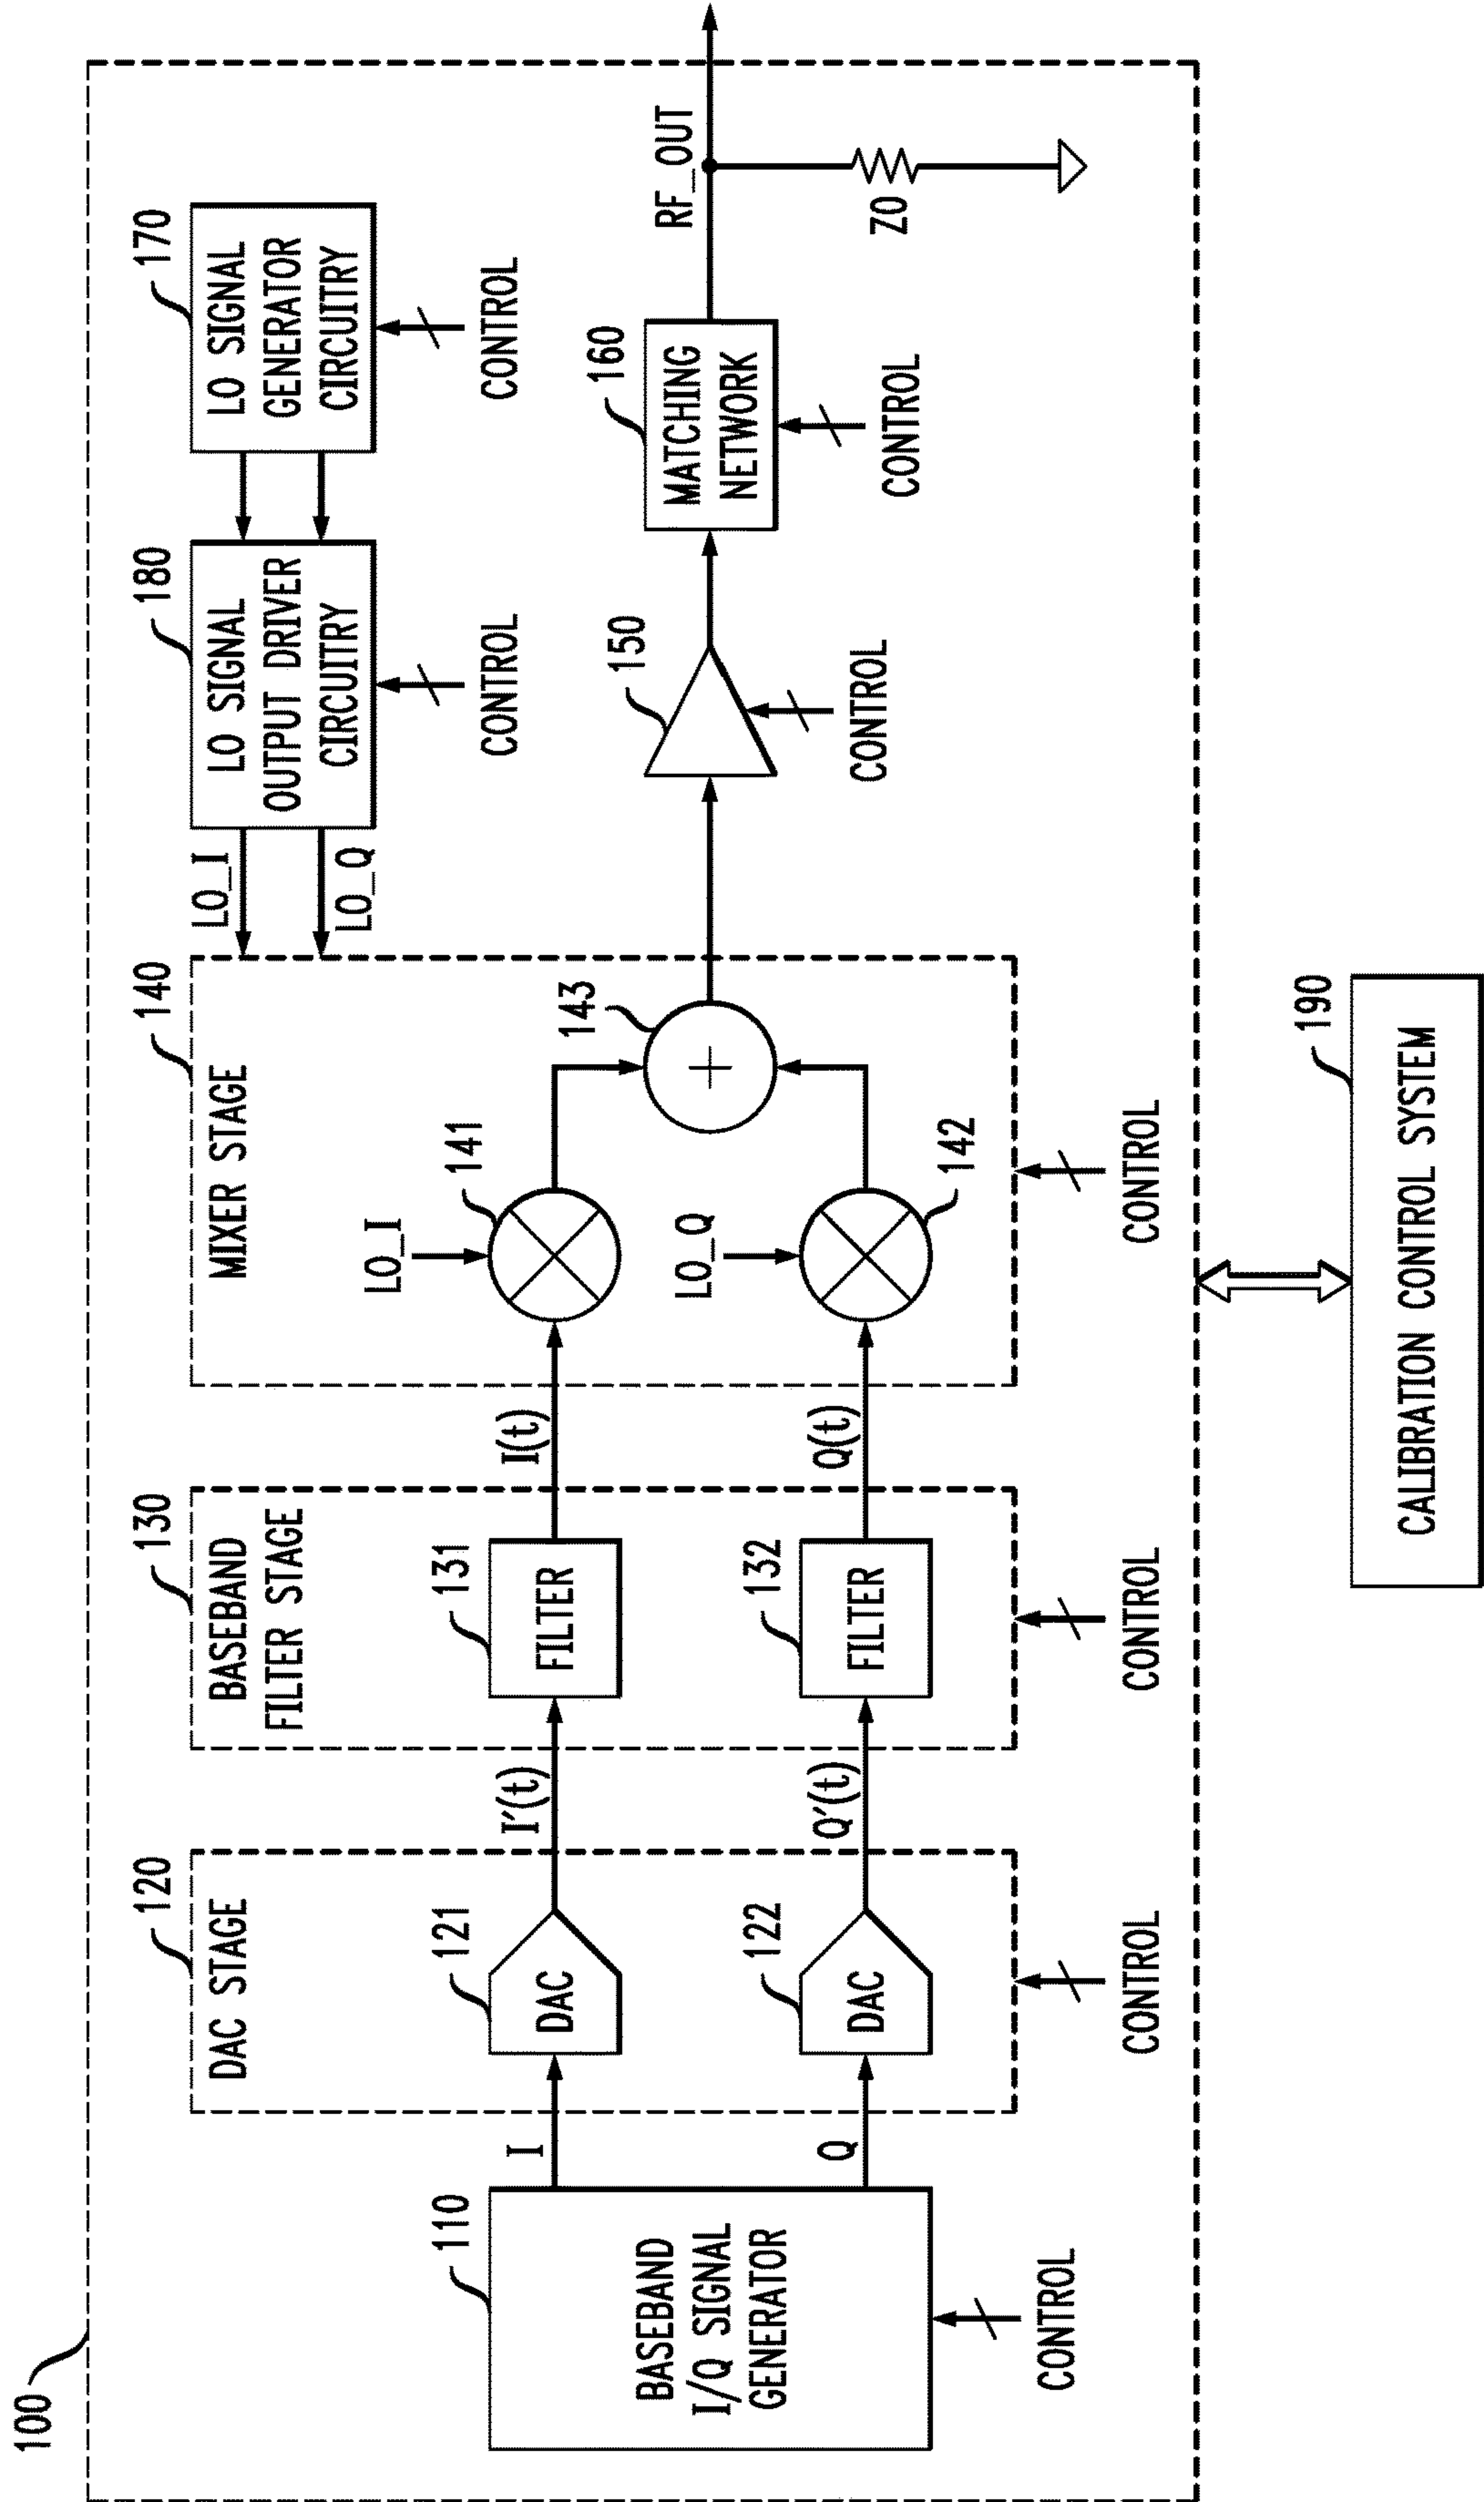 100
110
BASEBAND
I/Q SIGNAL
GENERATOR
CONTROL
I
Q
120
DAC STAGE
121
DAC
122
DAC
CONTROL
I′(t)
Q′(t)
130
BASEBAND
FILTER STAGE
131
FILTER
132
FILTER
CONTROL
I(t)
Q(t)
140
MIXER STAGE
LO_I
141
LO_Q
142
143
CONTROL
LO_I
LO_Q
180
LO SIGNAL
OUTPUT DRIVER
CIRCUITRY
CONTROL
170
LO SIGNAL
GENERATOR
CIRCUITRY
CONTROL
150
CONTROL
160
MATCHING
NETWORK
CONTROL
RF_OUT
Z0
190
CALIBRATION CONTROL SYSTEM